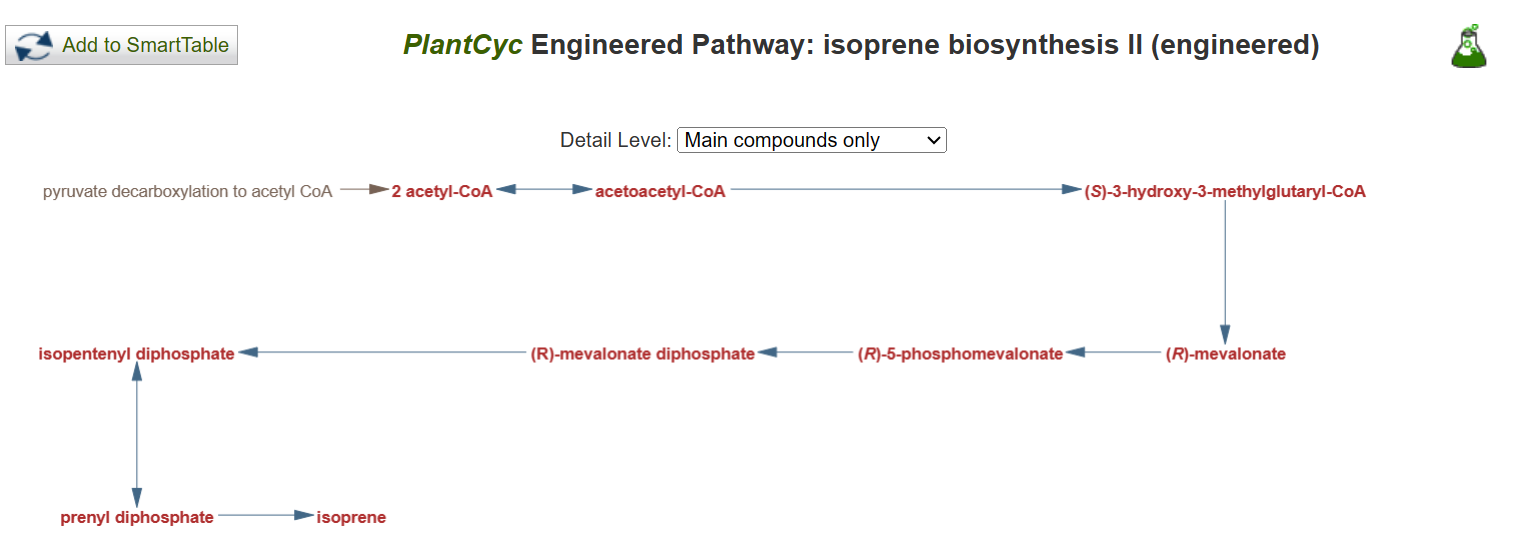 Add to SmartTable
PlantCyc Engineered Pathway: isoprene biosynthesis II (engineered)
Detail Level: Main compounds only
pyruvate decarboxylation to acetyl CoA 2 acetyl-CoA acetoacetyl-CoA (S)-3-hydroxy-3-methylglutaryl-CoA
isopentenyl diphosphate (R)-mevalonate diphosphate (R)-5-phosphomevalonate (R)-mevalonate
prenyl diphosphate isoprene